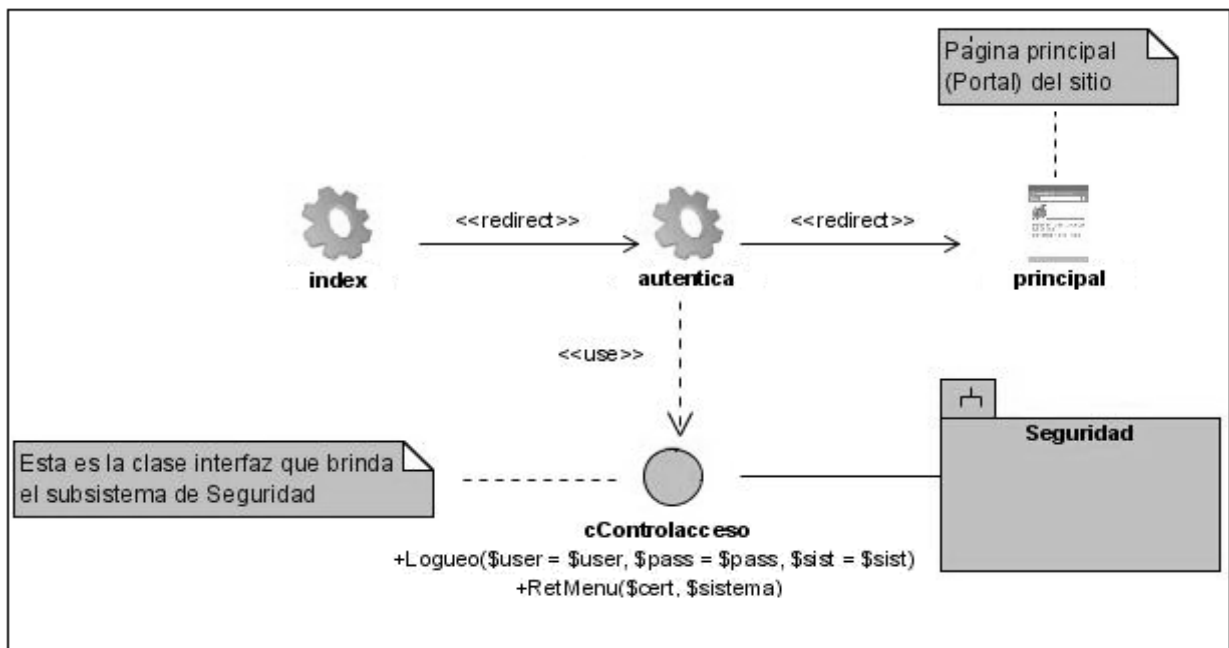 Página principal
(Portal) del sitio
<<redirect>>
<<redirect>>
index
autentica
principal
<<use>>
Seguridad
Esta es la clase interfaz que brinda
el subsistema de Seguridad
cControlacceso
+Logueo($user = $user, $pass = $pass, $sist = $sist)
+RetMenu($cert, $sistema)